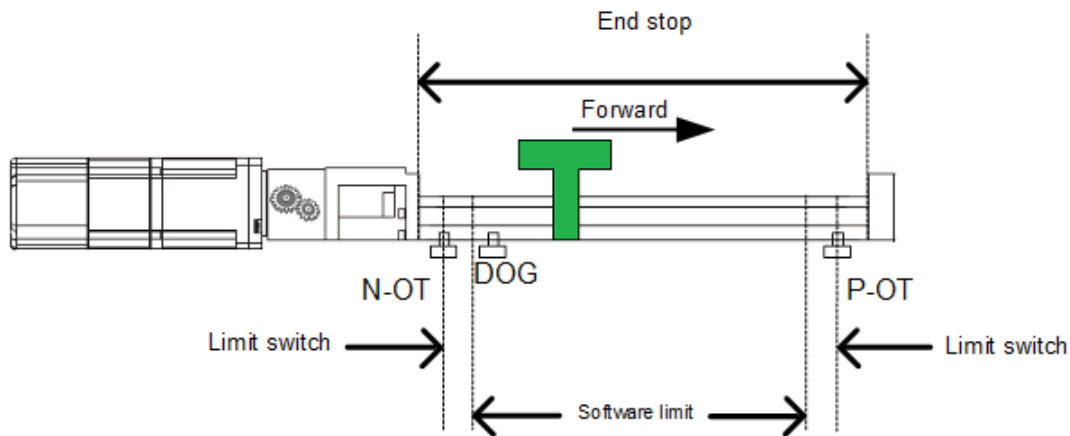 End stop
Forward
N-OT
DOG
P-OT
Limit switch
Limit switch
Software limit